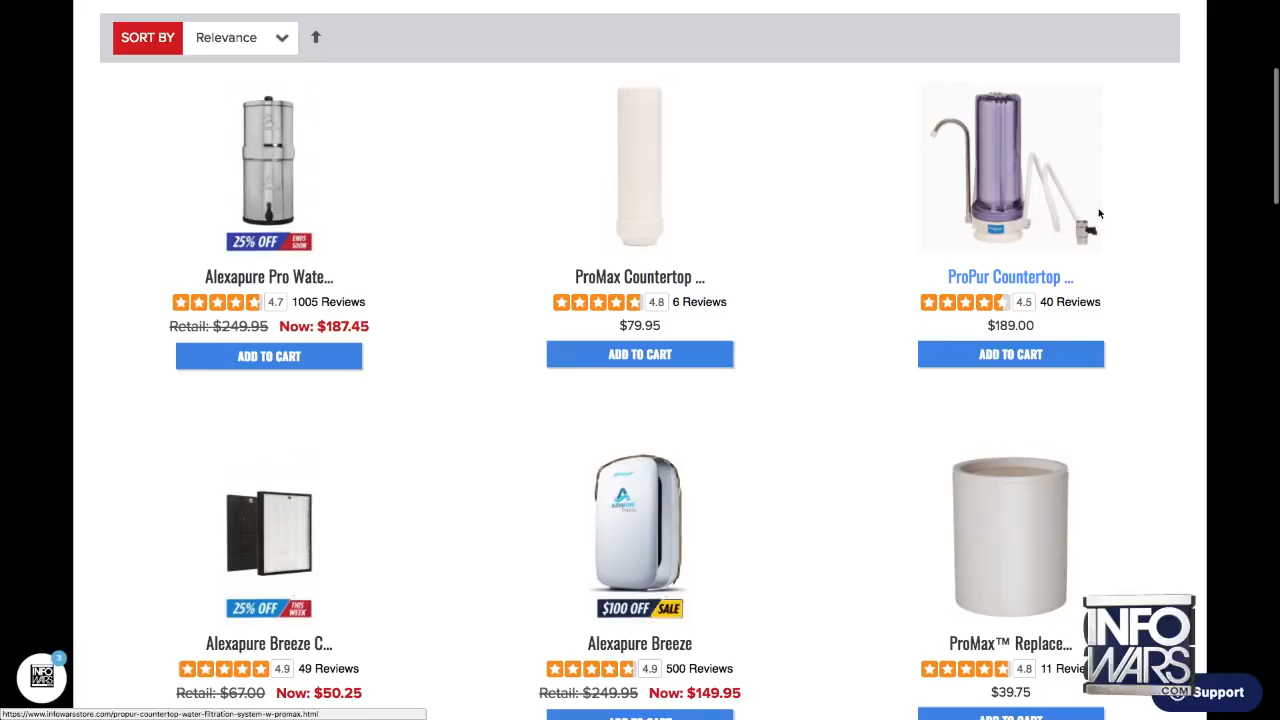 SORT BY Relevance
25% OFF ENDS SOON
Alexapure Pro Wate... ProMax Countertop ... ProPur Countertop ...
4.7 1005 Reviews 4.8 6 Reviews 4.5 40 Reviews
Retail: $249.95 Now: $187.45 $79.95 $189.00
ADD TO CART ADD TO CART ADD TO CART
25% OFF THIS WEEK $100 OFF SALE
Alexapure Breeze C... Alexapure Breeze ProMax™ Replace...
4.9 49 Reviews 4.9 500 Reviews 4.8 11 Revie
Retail: $67.00 Now: $50.25 Retail: $249.95 Now: $149.95 $39.75
INFO
WARS
.COM
3
Support
https://www.infowarsstore.com/propur-countertop-water-filtration-system-w-promax.html